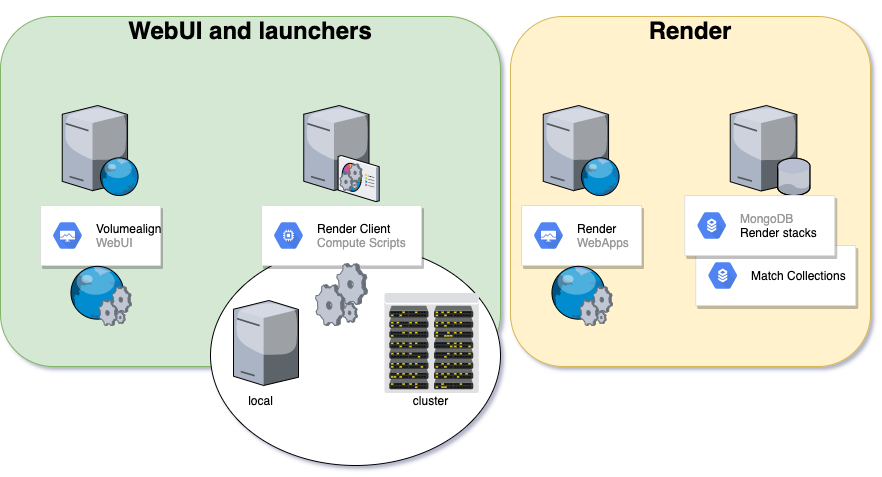 WebUI and launchers
Render
Volumealign
WebUI
Render Client
Compute Scripts
Render
WebApps
MongoDB
Render stacks
Match Collections
local
cluster